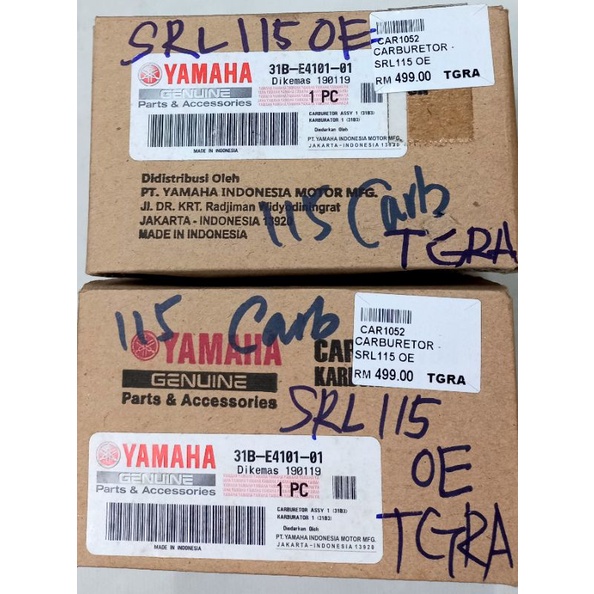 SRL115 OE
CAR1052
CARBURETOR -
SRL115 OE
RM 499.00 TGRA
YAMAHA
GENUINE
Parts & Accessories
31B-E4101-01
Dikemas 190119
1 PC
CARBURETOR ASSY 1 (31B3)
KARBURATOR 1 (31B3)
Diedarkan Oleh
PT. YAMAHA INDONESIA MOTOR MFG.
JAKARTA-INDONESIA 13920
MADE IN INDONESIA
Didistribusi Oleh
PT. YAMAHA INDONESIA MOTOR MFG.
Jl. DR. KRT. Radjiman Widyodiningrat
JAKARTA - INDONESIA 13920
MADE IN INDONESIA
115 Carb
TGRA
115 Carb
CAR1052
CARBURETOR -
SRL115 OE
RM 499.00 TGRA
YAMAHA
GENUINE
Parts & Accessories
SRL115
OE
TGRA
YAMAHA
GENUINE
Parts & Accessories
31B-E4101-01
Dikemas 190119
1 PC
CARBURETOR ASSY 1 (31B3)
KARBURATOR 1 (31B3)
Diedarkan Oleh
PT. YAMAHA INDONESIA MOTOR MFG.
JAKARTA-INDONESIA 13920
MADE IN INDONESIA